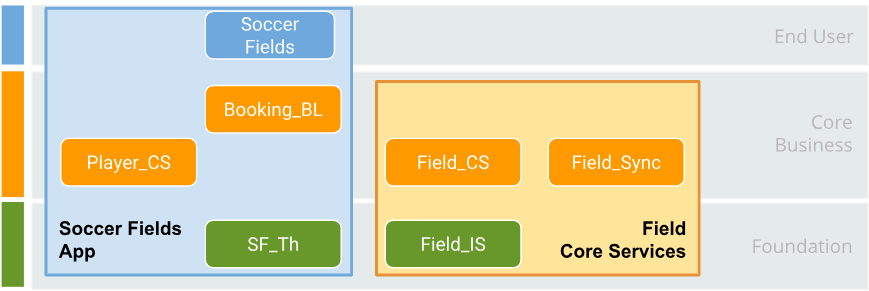 Soccer
Fields
End User
Booking_BL
Core
Business
Player_CS
Field_CS
Field_Sync
Soccer Fields
App
SF_Th
Field_IS
Field
Core Services
Foundation